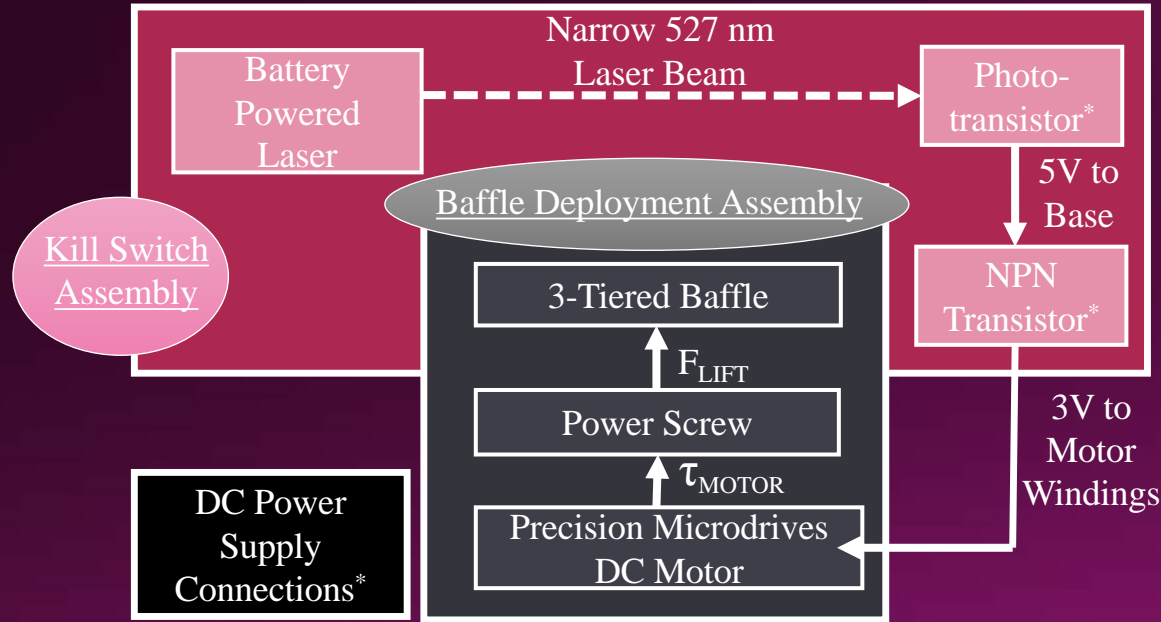 Narrow 527 nm
Laser Beam
Battery
Powered
Laser
Photo-
transistor*
5V to
Base
Baffle Deployment Assembly
Kill Switch
Assembly
NPN
Transistor*
3-Tiered Baffle
F_LIFT
3V to
Motor
Windings
Power Screw
τ_MOTOR
Precision Microdrives
DC Motor
DC Power
Supply
Connections*